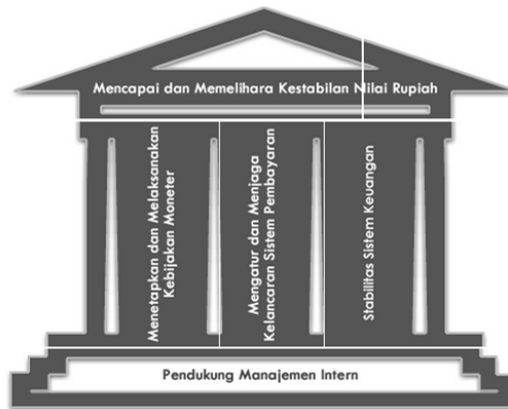 Mencapai dan Memelihara Kestabilan Nilai Rupiah
Menetapkan dan Melaksanakan
Kebijakan Moneter
Mengatur dan Menjaga
Kelancaran Sistem Pembayaran
Stabilitas Sistem Keuangan
Pendukung Manajemen Intern